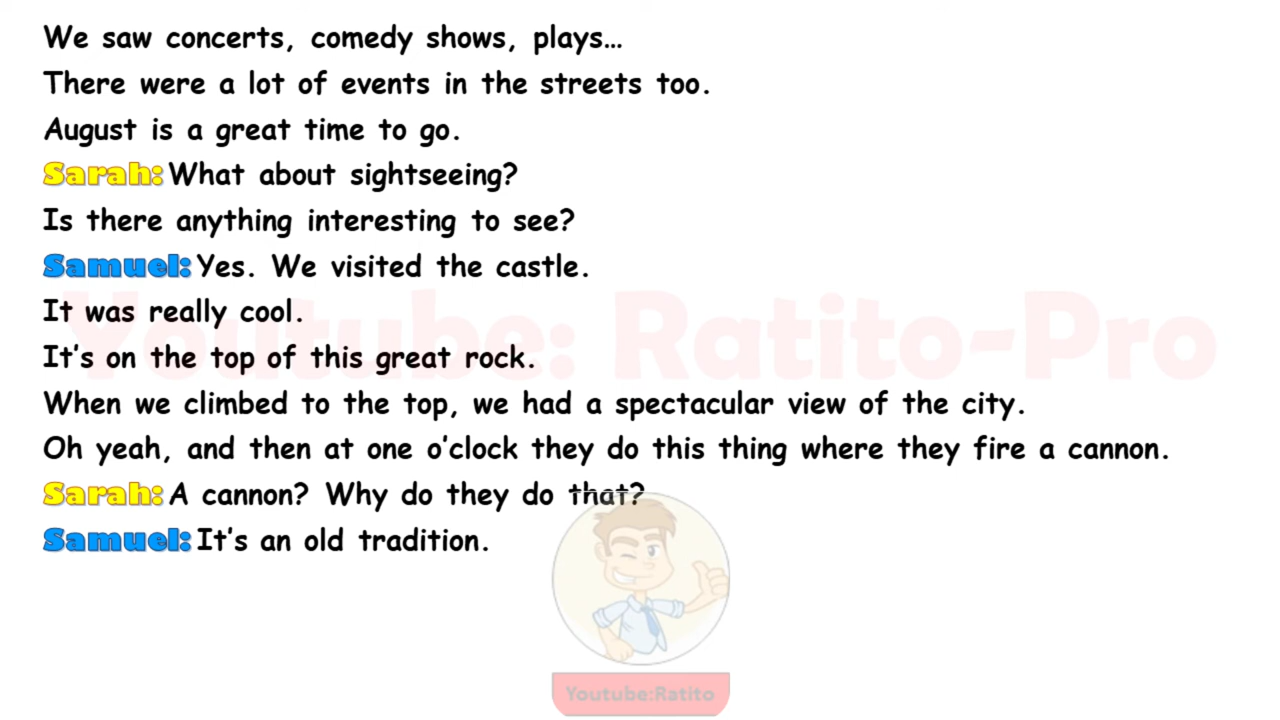 We saw concerts, comedy shows, plays…
There were a lot of events in the streets too.
August is a great time to go.
Sarah: What about sightseeing?
Is there anything interesting to see?
Samuel: Yes. We visited the castle.
It was really cool.
Youtube: Ratito-Pro
It's on the top of this great rock.
When we climbed to the top, we had a spectacular view of the city.
Oh yeah, and then at one o'clock they do this thing where they fire a cannon.
Sarah: A cannon? Why do they do that?
Samuel: It's an old tradition.
Youtube:Ratito